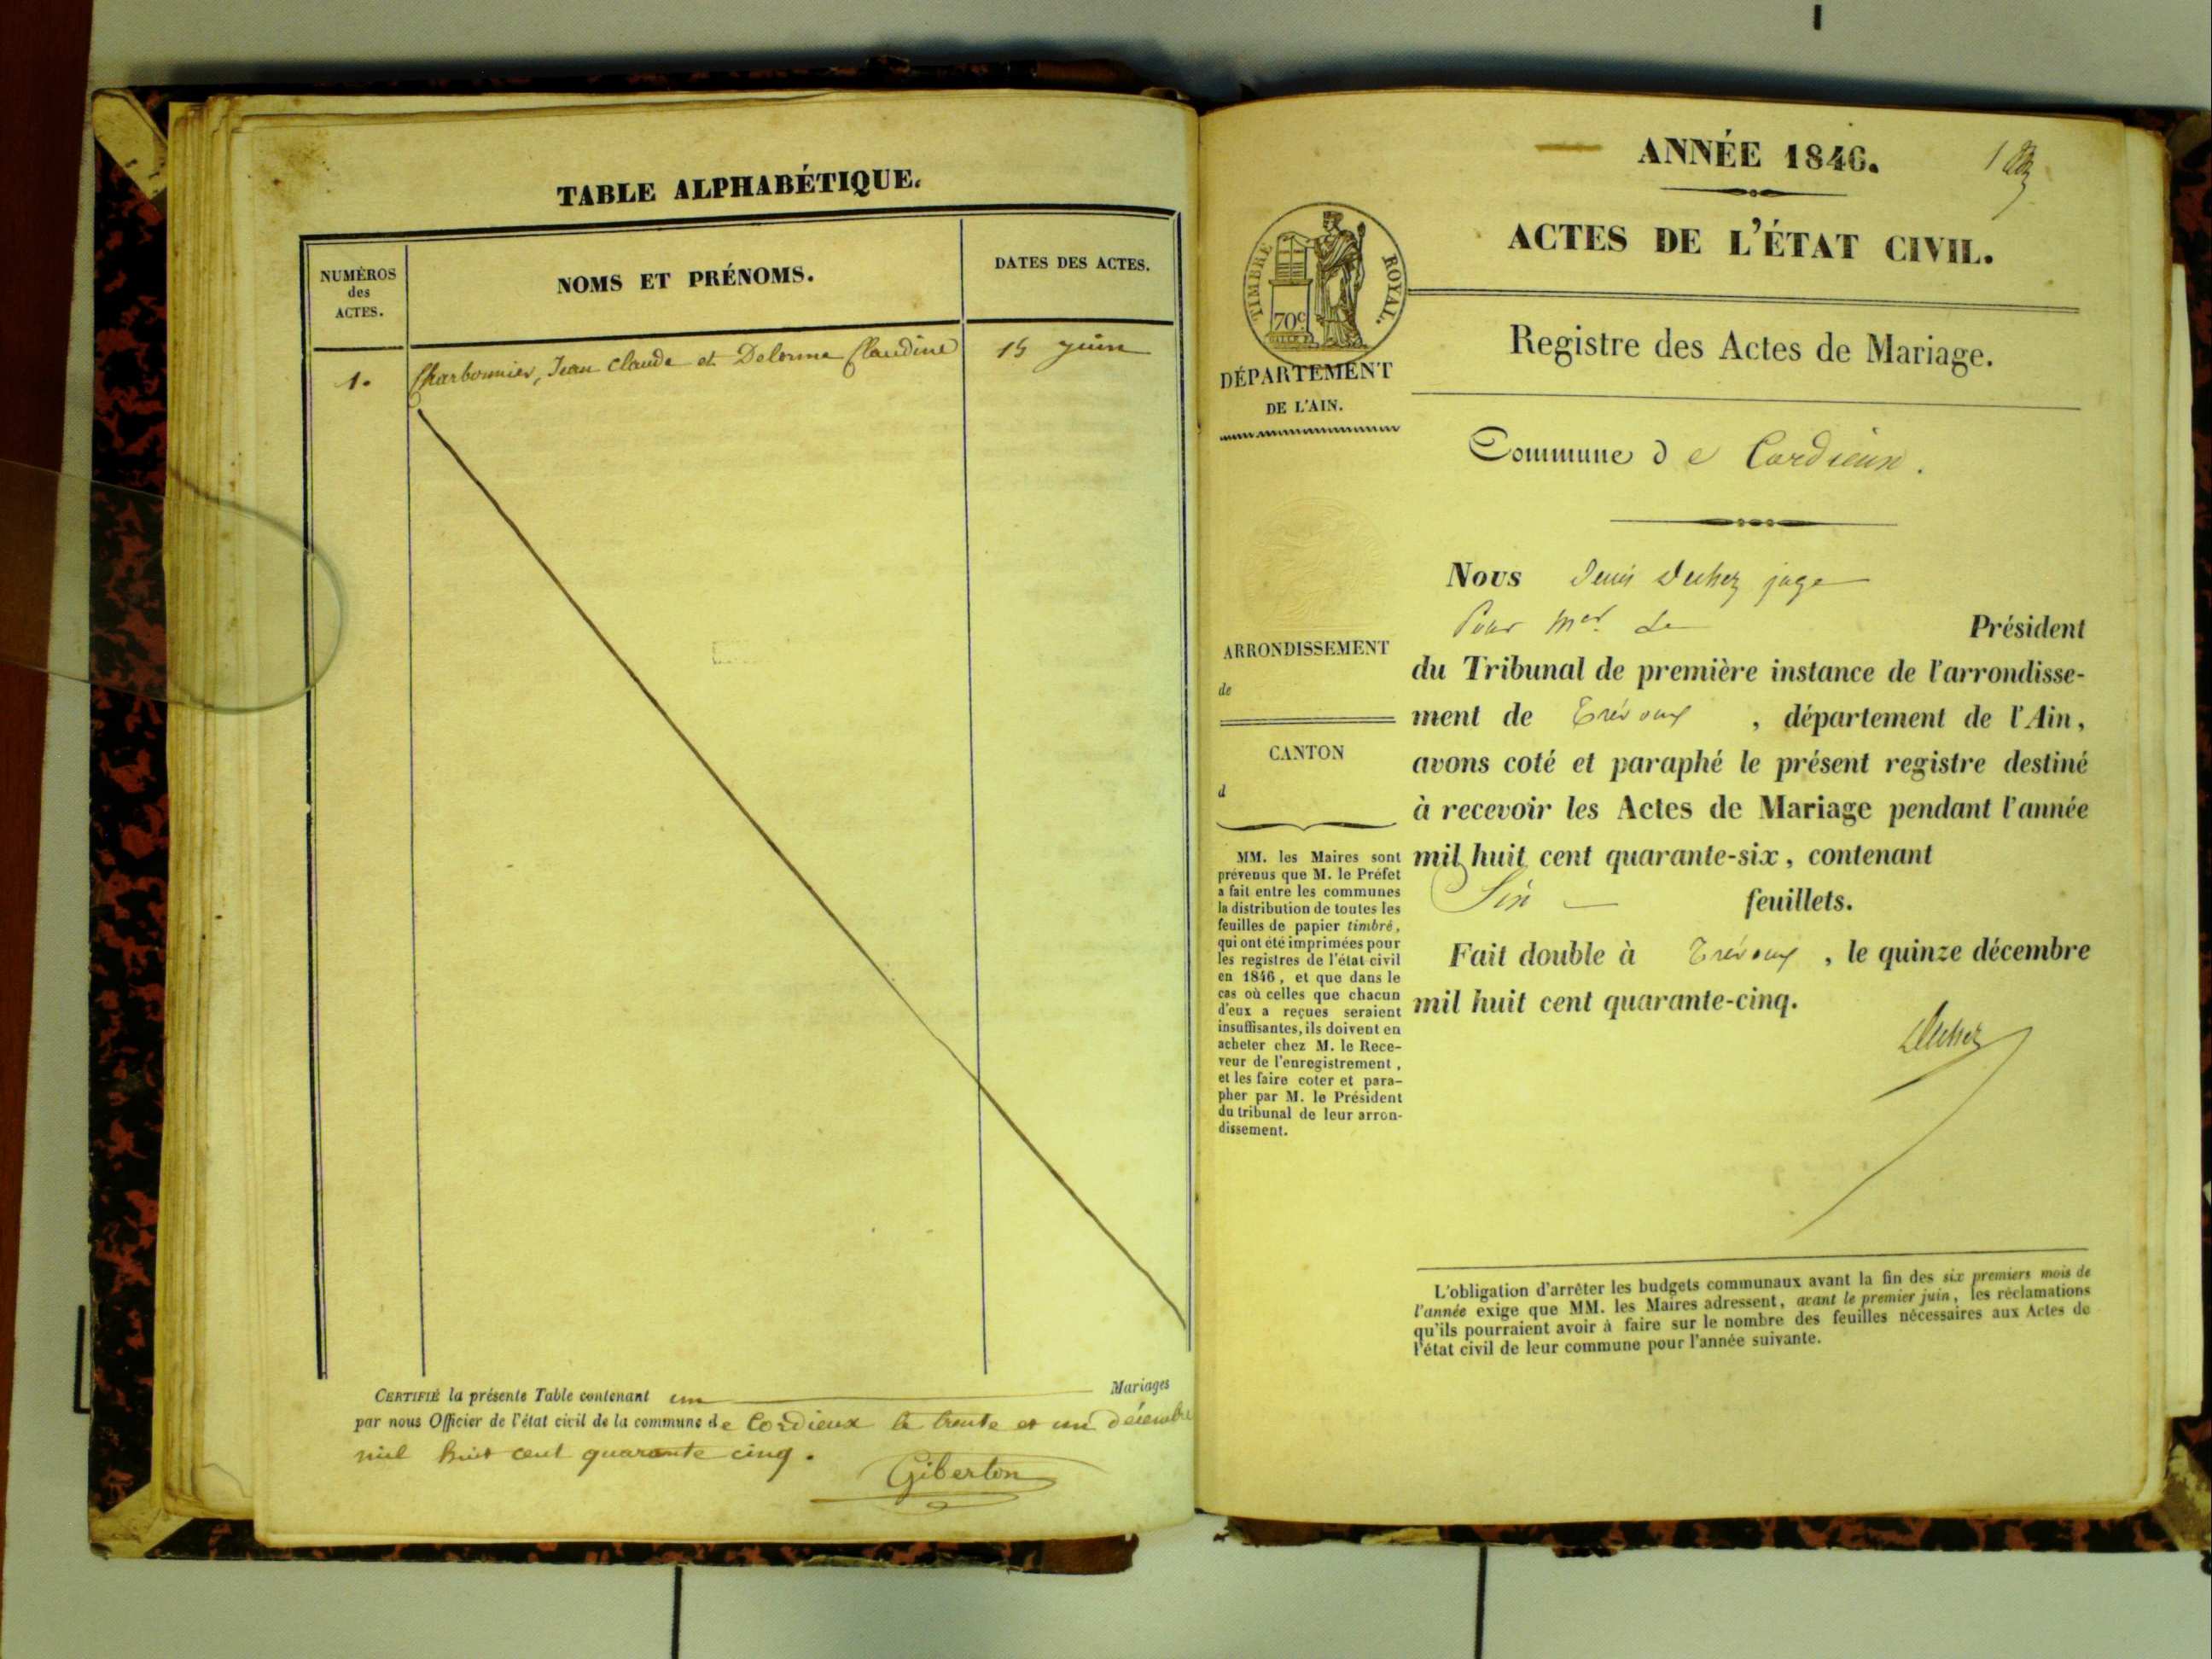 TABLE ALPHABÉTIQUE.
NUMÉROS
des
ACTES.
NOMS ET PRÉNOMS.
DATES DES ACTES.
1. Charbonnier, Jean Claude et Delorme Claudine 15 juin
CERTIFIÉ la présente Table contenant un Mariages
par nous Officier de l'état civil de la commune de Cordieux le trente et un décembre
mil huit cent quarante cinq.
Giberton
ANNÉE 1846.
1
ACTES DE L'ÉTAT CIVIL.
TIMBRE ROYAL.
70c
DÉPARTEMENT
DE L'AIN.
Registre des Actes de Mariage.
Commune de Cordieux.
ARRONDISSEMENT
de
CANTON
d
MM. les Maires sont
prévenus que M. le Préfet
a fait entre les communes
la distribution de toutes les
feuilles de papier timbré,
qui ont été imprimées pour
les registres de l'état civil
en 1846, et que dans le
cas où celles que chacun
d'eux a reçues seraient
insuffisantes, ils doivent en
acheter chez M. le Rece-
veur de l'enregistrement,
et les faire coter et para-
pher par M. le Président
du tribunal de leur arron-
dissement.
Nous Denis Duhez juge
Pour Mr. Le Président
du Tribunal de première instance de l'arrondisse-
ment de Trévoux, département de l'Ain,
avons coté et paraphé le présent registre destiné
à recevoir les Actes de Mariage pendant l'année
mil huit cent quarante-six, contenant
Six feuillets.
Fait double à Trévoux, le quinze décembre
mil huit cent quarante-cinq.
L'obligation d'arrêter les budgets communaux avant la fin des six premiers mois de
l'année exige que MM. les Maires adressent, avant le premier juin, les réclamations
qu'ils pourraient avoir à faire sur le nombre des feuilles nécessaires aux Actes de
l'état civil de leur commune pour l'année suivante.